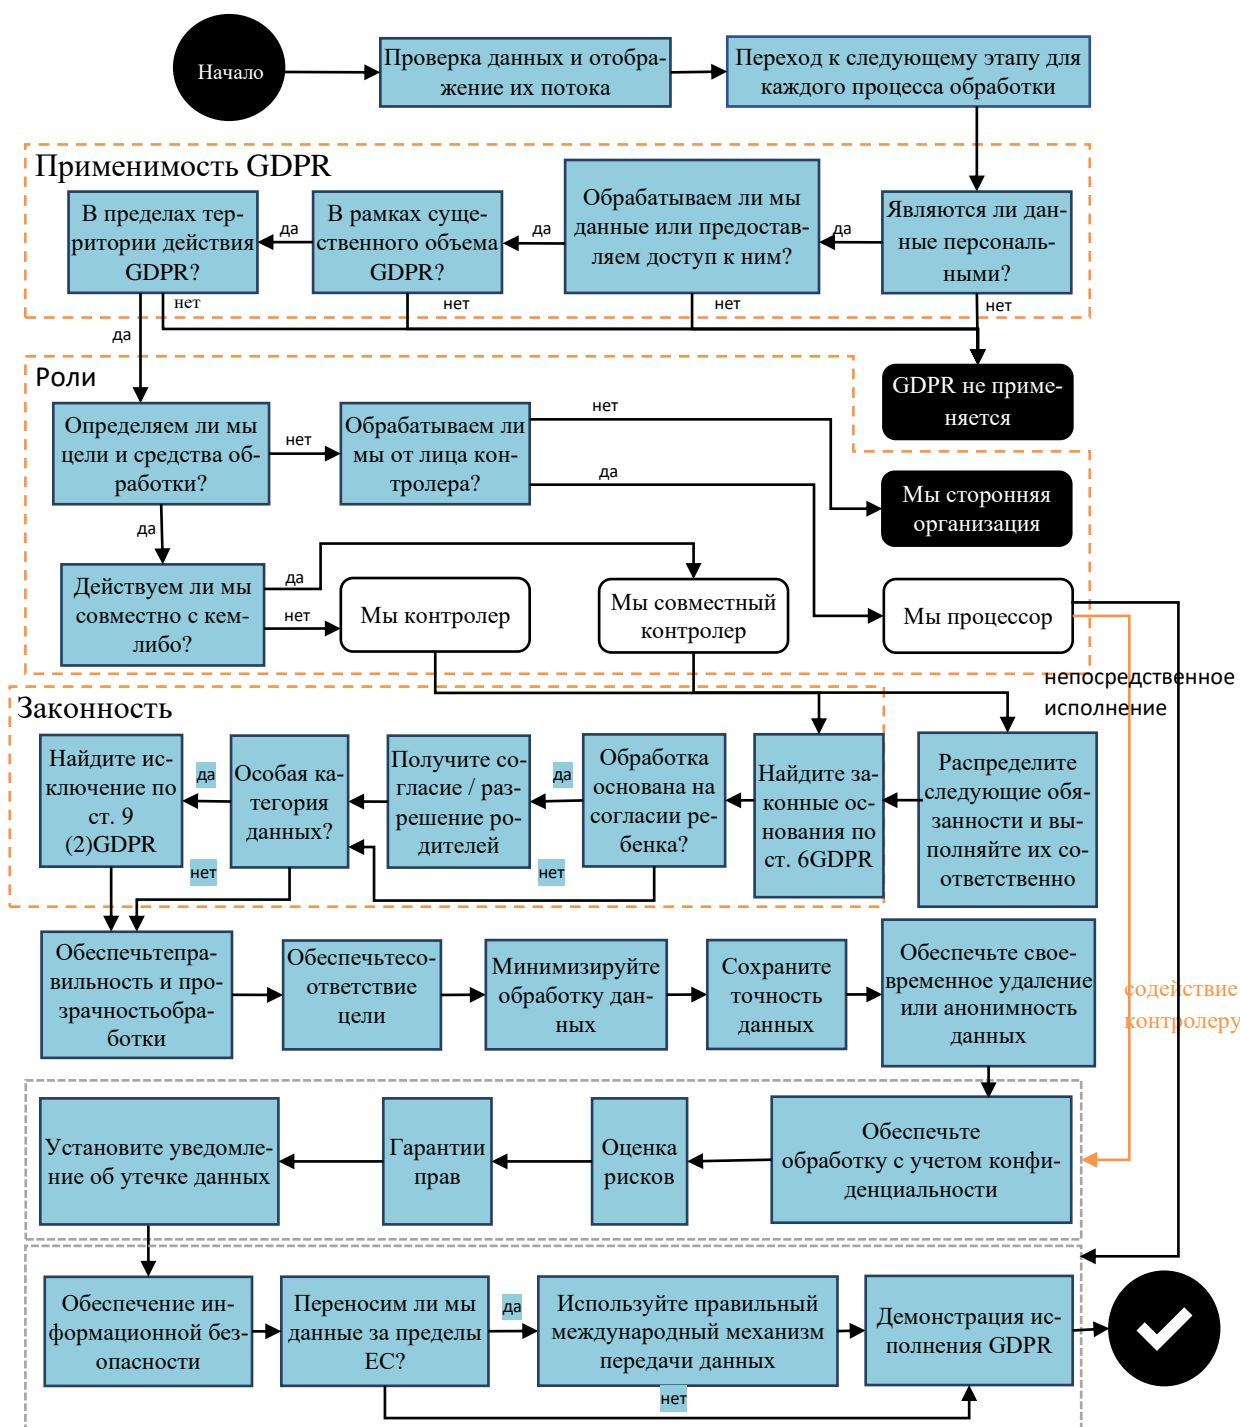 Начало
Проверка данных и отобра-
жение их потока
Переход к следующему этапу для
каждого процесса обработки
Применимость GDPR
В пределах тер-
ритории действия
GDPR?
да
В рамках суще-
ственного объема
GDPR?
да
Обрабатываем ли мы
данные или предостав-
ляем доступ к ним?
да
Являются ли дан-
ные персональ-
ными?
нет
нет
нет
нет
да
GDPR не приме-
няется
Роли
Определяем ли мы
цели и средства об-
работки?
нет
Обрабатываем ли
мы от лица кон-
тролера?
нет
да
Мы сторонняя
организация
да
Действуем ли мы
совместно с кем-
либо?
да
нет
Мы контролер
Мы совместный
контролер
Мы процессор
непосредственное
исполнение
Законность
Найдите ис-
ключение по
ст. 9
(2)GDPR
да
Особая ка-
тегория
данных?
Получите со-
гласие / раз-
решение ро-
дителей
да
Обработка
основана на
согласии ре-
бенка?
Найдите за-
конные ос-
нования по
ст. 6GDPR
Распределите
следующие обя-
занности и вы-
полняйте их со-
ответственно
нет
нет
Обеспечьтепра-
вильность и про-
зрачностьобра-
ботки
Обеспечьтесо-
ответствие
цели
Минимизируйте
обработку дан-
ных
Сохраните
точность
данных
Обеспечьте свое-
временное удаление
или анонимность
данных
содействие
контролеру
Установите уведомле-
ние об утечке данных
Гарантии
прав
Оценка
рисков
Обеспечьте
обработку с учетом конфи-
денциальности
Обеспечение ин-
формационной без-
опасности
Переносим ли мы
данные за пределы
ЕС?
да
Используйте правильный
международный механизм
передачи данных
Демонстрация ис-
полнения GDPR
нет